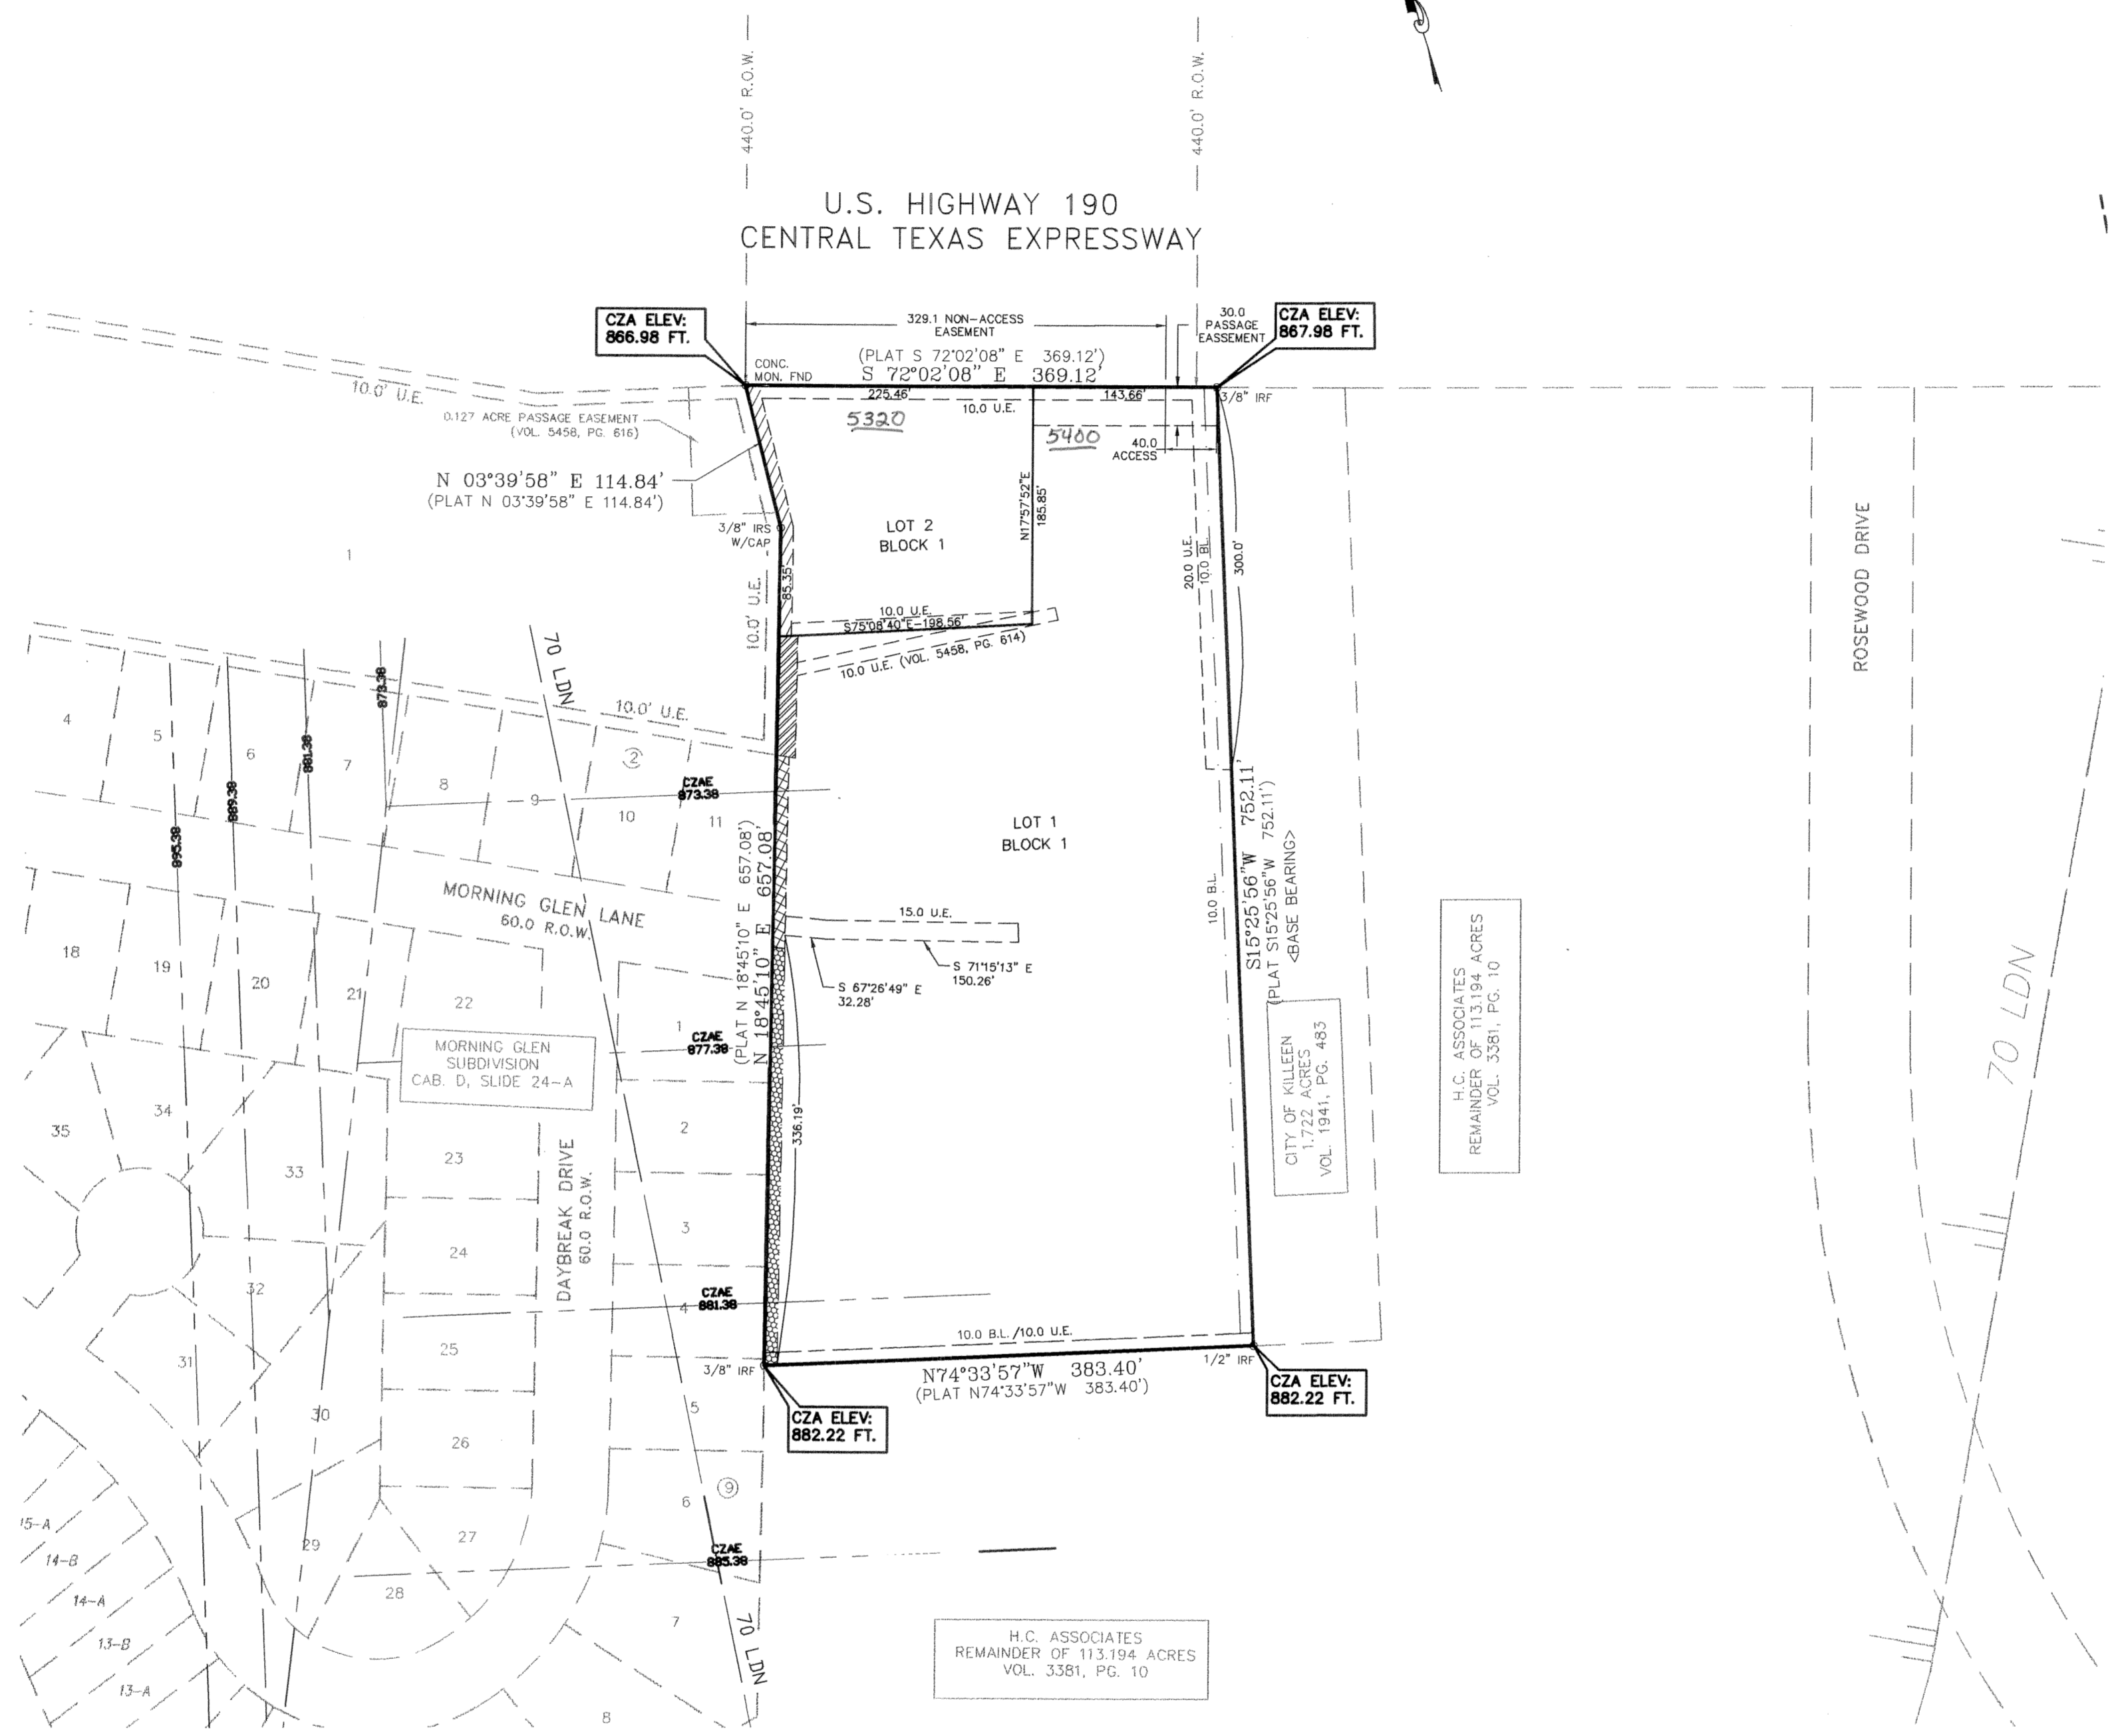 440.0' R.O.W.
440.0' R.O.W.
U.S. HIGHWAY 190
CENTRAL TEXAS EXPRESSWAY
CZA ELEV:
866.98 FT.
329.1 NON-ACCESS
EASEMENT
30.0
PASSAGE
EASSEMENT
CZA ELEV:
867.98 FT.
(PLAT S 72°02'08" E 369.12')
S 72°02'08" E 369.12'
CONC.
MON. FND
225.46'
143.66'
10.0 U.E.
3/8" IRF
10.0' U.E.
0.127 ACRE PASSAGE EASEMENT
(VOL. 5458, PG. 616)
5320
5400
40.0
ACCESS
N 03°39'58" E 114.84'
(PLAT N 03°39'58" E 114.84')
3/8" IRS
W/CAP
LOT 2
BLOCK 1
N17°57'52"E
185.85'
20.0 U.E.
10.0 BL.
300.0'
ROSEWOOD DRIVE
1
10.0' U.E.
85.35'
10.0 U.E.
S75°08'40"E-198.56'
10.0 U.E. (VOL. 5458, PG. 614)
70 LDN
873.38
881.38
889.38
895.38
10.0' U.E.
4
5
6
7
8
9
10
11
2
CZAE
873.38
LOT 1
BLOCK 1
(PLAT N 18°45'10" E 657.08')
N 18°45'10" E 657.08'
S15°25'56"W 752.11'
(PLAT S15°25'56"W 752.11')
<BASE BEARING>
10.0 B.L.
MORNING GLEN LANE
60.0 R.O.W.
15.0 U.E.
S 71°15'13" E
150.26'
S 67°26'49" E
32.28'
18
19
20
21
22
1
CZAE
877.38
MORNING GLEN
SUBDIVISION
CAB. D, SLIDE 24-A
CITY OF KILLEEN
1.722 ACRES
VOL. 1941, PG. 483
H.C. ASSOCIATES
REMAINDER OF 113.194 ACRES
VOL. 3381, PG. 10
70 LDN
336.19'
35
34
33
23
2
DAYBREAK DRIVE
60.0 R.O.W.
24
3
32
CZAE
881.38
4
25
31
10.0 B.L./10.0 U.E.
3/8" IRF
1/2" IRF
N74°33'57"W 383.40'
(PLAT N74°33'57"W 383.40')
CZA ELEV:
882.22 FT.
CZA ELEV:
882.22 FT.
30
5
26
6
9
15-A
14-B
14-A
13-B
13-A
29
27
28
CZAE
885.38
7
70 LDN
8
H.C. ASSOCIATES
REMAINDER OF 113.194 ACRES
VOL. 3381, PG. 10